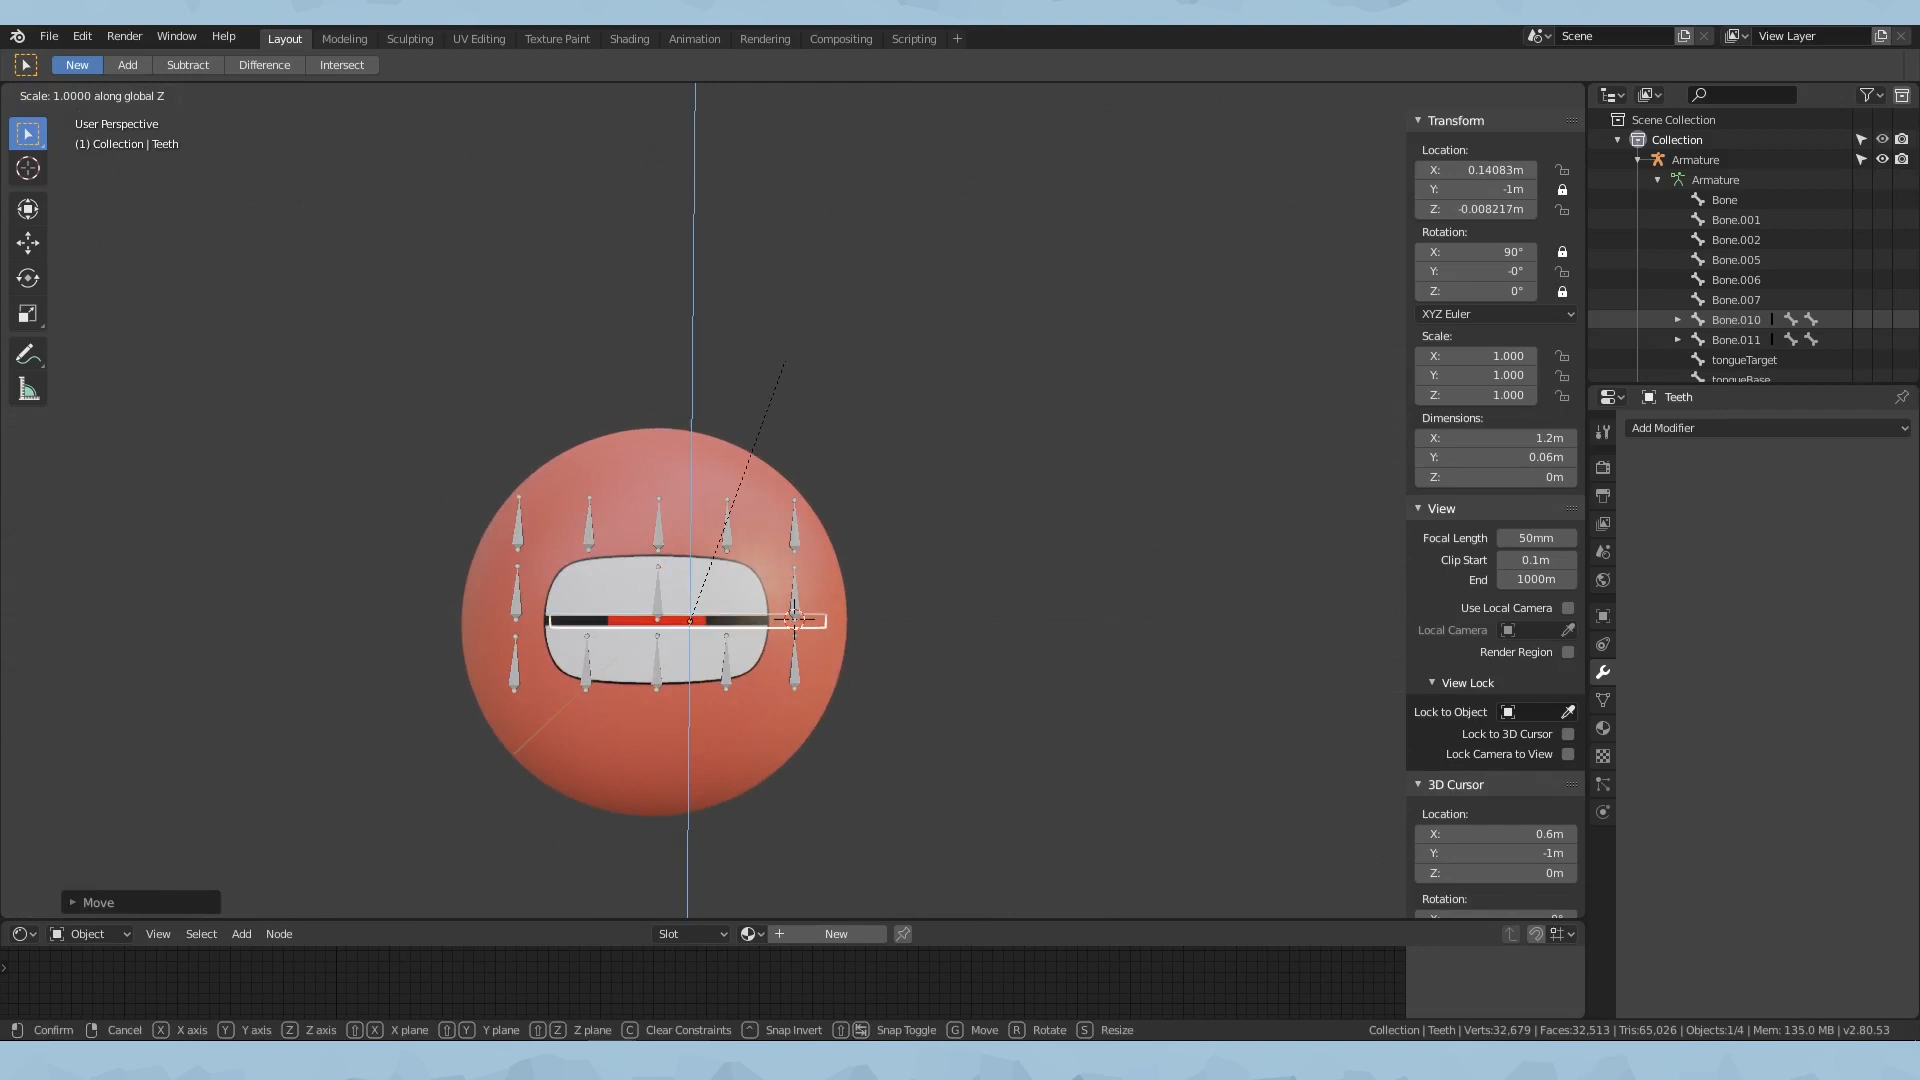 File Edit Render Window Help Layout Modeling Sculpting UV Editing Texture Paint Shading Animation Rendering Compositing Scripting + Scene View Layer
New Add Subtract Difference Intersect
Scale: 1.0000 along global Z
User Perspective
(1) Collection | Teeth
Transform
Location:
X: 0.14083m
Y: -1m
Z: -0.008217m
Rotation:
X: 90°
Y: -0°
Z: 0°
XYZ Euler
Scale:
X: 1.000
Y: 1.000
Z: 1.000
Dimensions:
X: 1.2m
Y: 0.06m
Z: 0m
View
Focal Length 50mm
Clip Start 0.1m
End 1000m
Use Local Camera
Local Camera
Render Region
View Lock
Lock to Object
Lock to 3D Cursor
Lock Camera to View
3D Cursor
Location:
X: 0.6m
Y: -1m
Z: 0m
Rotation:
Scene Collection
Collection
Armature
Armature
Bone
Bone.001
Bone.002
Bone.005
Bone.006
Bone.007
Bone.010
Bone.011
tongueTarget
tongueBase
Teeth
Add Modifier
Move
Object View Select Add Node Slot + New
Confirm Cancel X X axis Y Y axis Z Z axis X X plane Y Y plane Z Z plane C Clear Constraints ^ Snap Invert Snap Toggle G Move R Rotate S Resize Collection | Teeth | Verts:32,679 | Faces:32,513 | Tris:65,026 | Objects:1/4 | Mem: 135.0 MB | v2.80.53